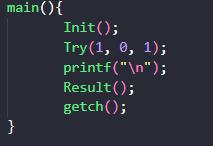 main(){
Init();
Try(1, 0, 1);
printf("\n");
Result();
getch();
}